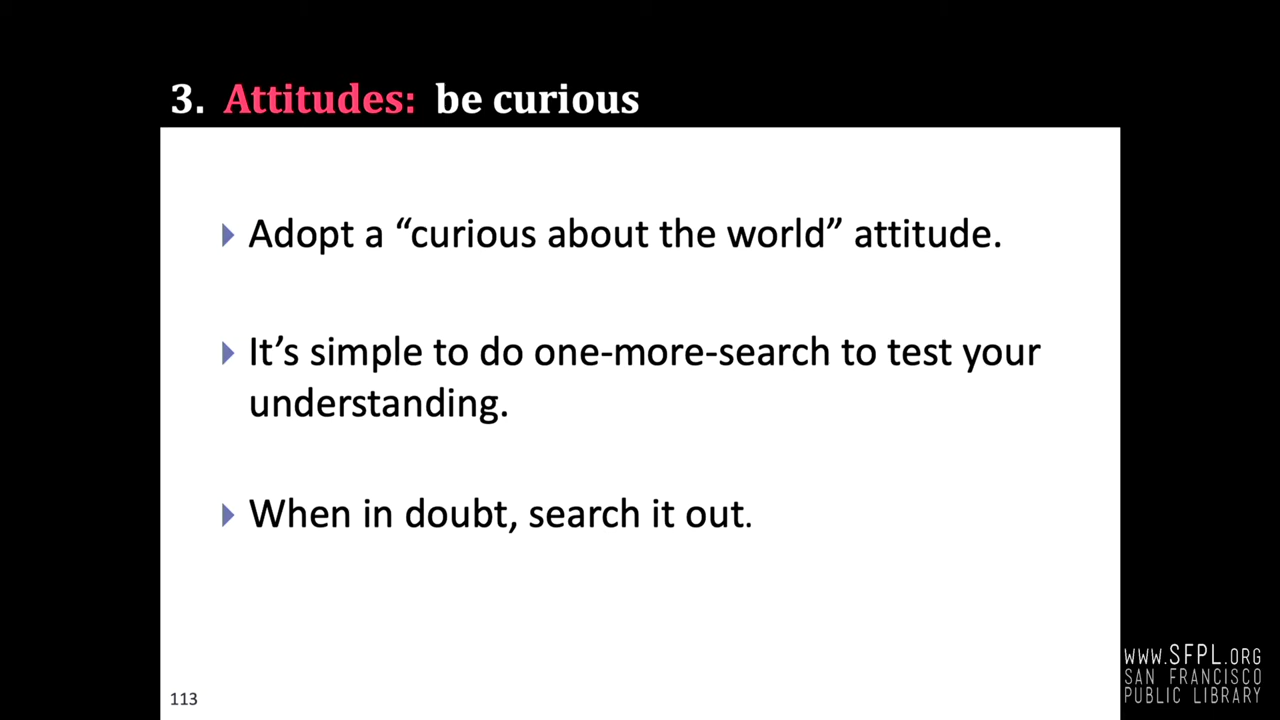 3. Attitudes: be curious
Adopt a “curious about the world” attitude.
It’s simple to do one-more-search to test your
understanding.
When in doubt, search it out.
113
WWW.SFPL.ORG
SAN FRANCISCO
PUBLIC LIBRARY